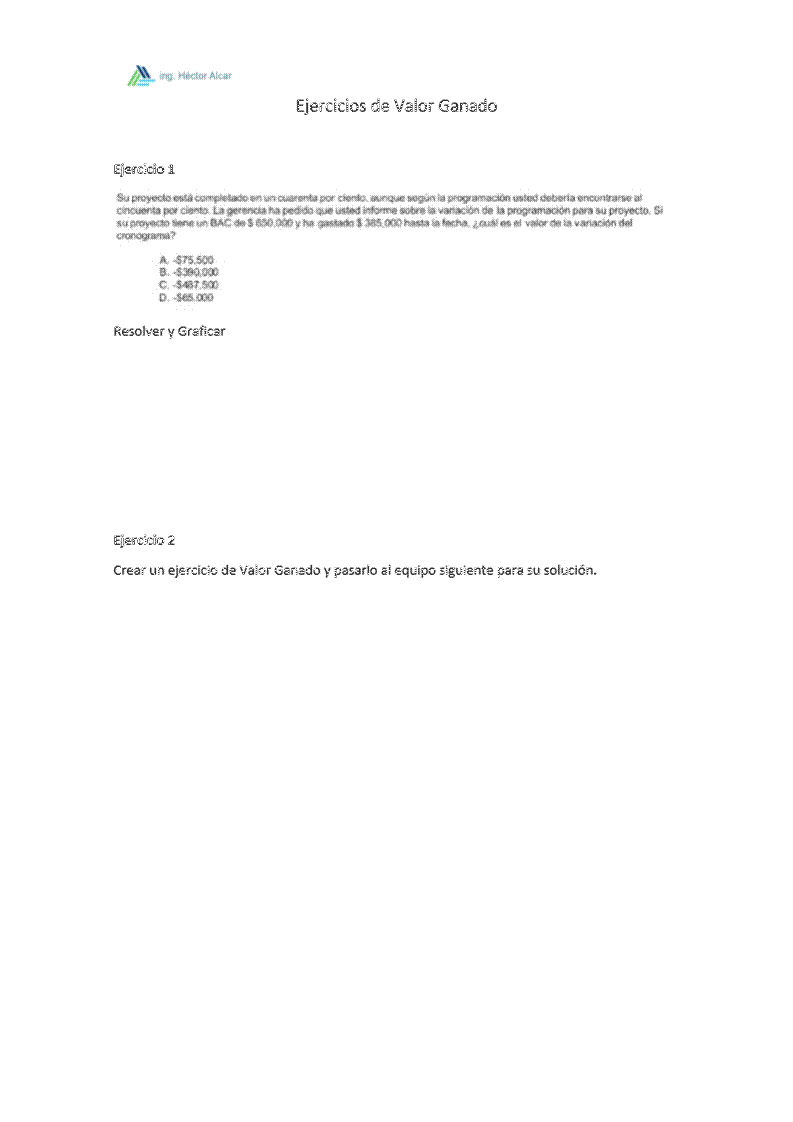 ing. Héctor Alcar
Ejercicios de Valor Ganado
Ejercicio 1
Su proyecto está completado en un cuarenta por ciento, aunque según la programación usted debería encontrarse al
cincuenta por ciento. La gerencia ha pedido que usted informe sobre la variación de la programación para su proyecto. Si
su proyecto tiene un BAC de $ 650,000 y ha gastado $ 385,000 hasta la fecha, ¿cuál es el valor de la variación del
cronograma?
A. -$75,500
B. -$390,000
C. -$487,500
D. -$65,000
Resolver y Graficar
Ejercicio 2
Crear un ejercicio de Valor Ganado y pasarlo al equipo siguiente para su solución.